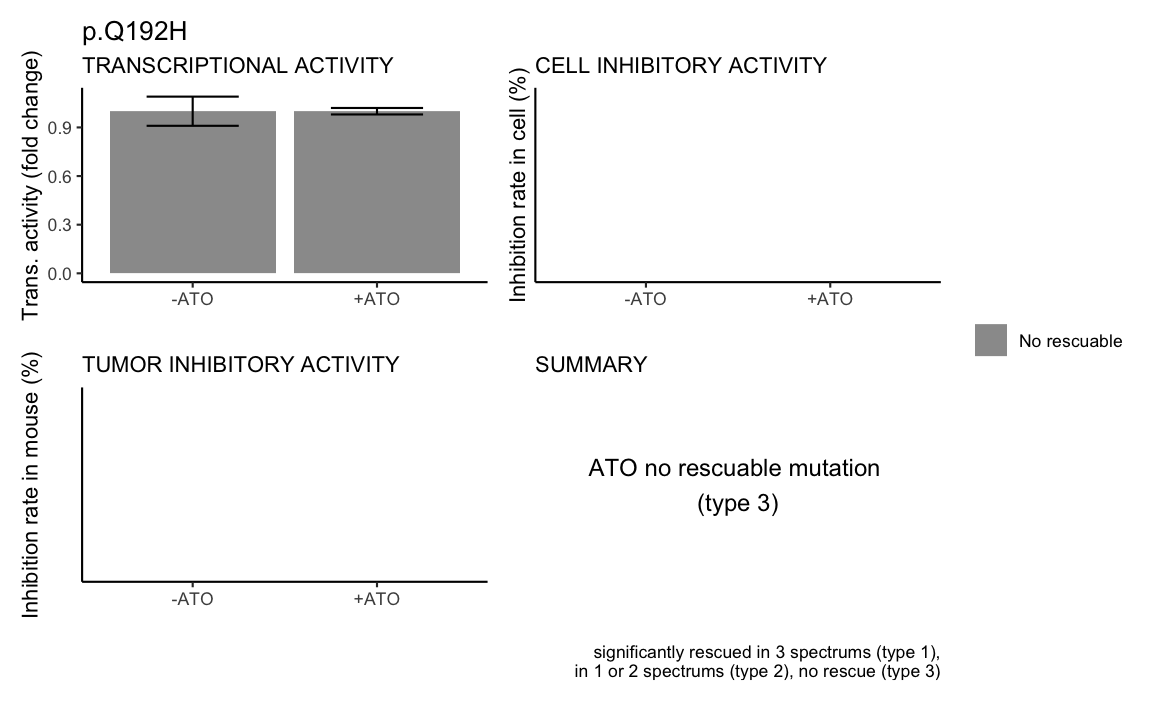 p.Q192H
TRANSCRIPTIONAL ACTIVITY
Trans. activity (fold change)
0.9
0.6
0.3
0.0
-ATO
+ATO
CELL INHIBITORY ACTIVITY
Inhibition rate in cell (%)
-ATO
+ATO
No rescuable
TUMOR INHIBITORY ACTIVITY
Inhibition rate in mouse (%)
-ATO
+ATO
SUMMARY
ATO no rescuable mutation
(type 3)
significantly rescued in 3 spectrums (type 1),
in 1 or 2 spectrums (type 2), no rescue (type 3)